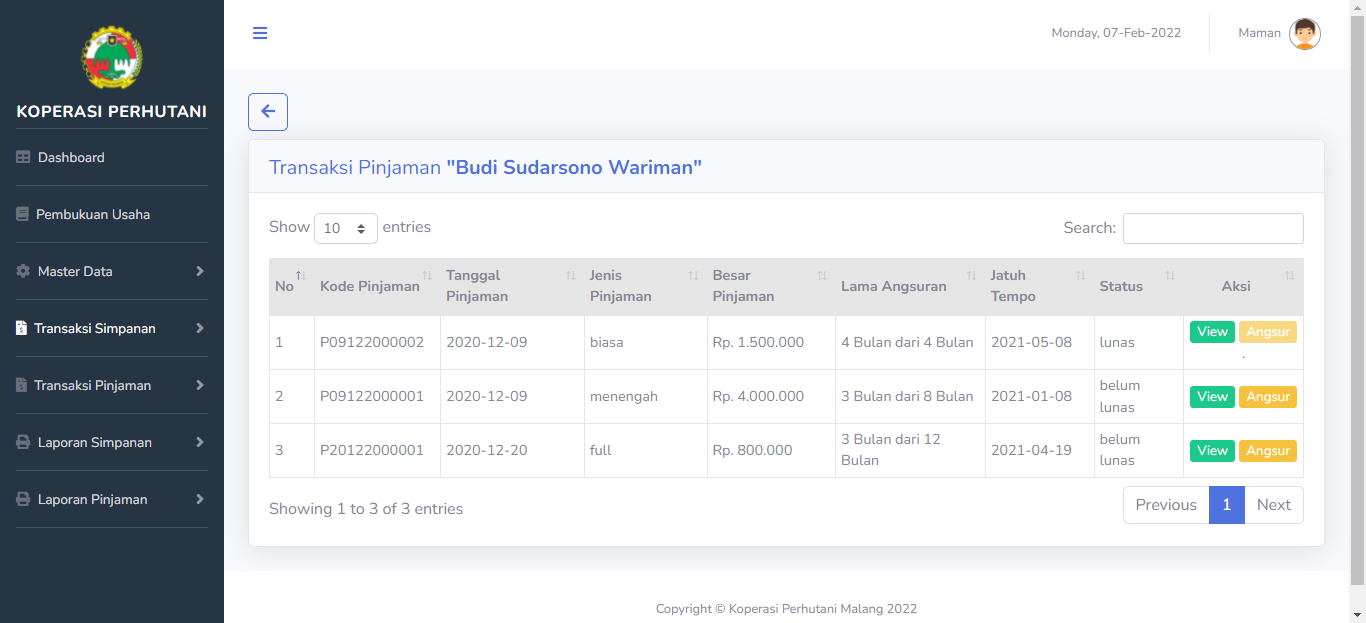 KOPERASI PERHUTANI
Dashboard
Pembukuan Usaha
Master Data
Transaksi Simpanan
Transaksi Pinjaman
Laporan Simpanan
Laporan Pinjaman
Monday, 07-Feb-2022 Maman
Transaksi Pinjaman "Budi Sudarsono Wariman"
Show 10 entries Search:
No Kode Pinjaman Tanggal Pinjaman Jenis Pinjaman Besar Pinjaman Lama Angsuran Jatuh Tempo Status Aksi
1 P09122000002 2020-12-09 biasa Rp. 1.500.000 4 Bulan dari 4 Bulan 2021-05-08 lunas View Angsur .
2 P09122000001 2020-12-09 menengah Rp. 4.000.000 3 Bulan dari 8 Bulan 2021-01-08 belum lunas View Angsur
3 P20122000001 2020-12-20 full Rp. 800.000 3 Bulan dari 12 Bulan 2021-04-19 belum lunas View Angsur
Showing 1 to 3 of 3 entries Previous 1 Next
Copyright © Koperasi Perhutani Malang 2022